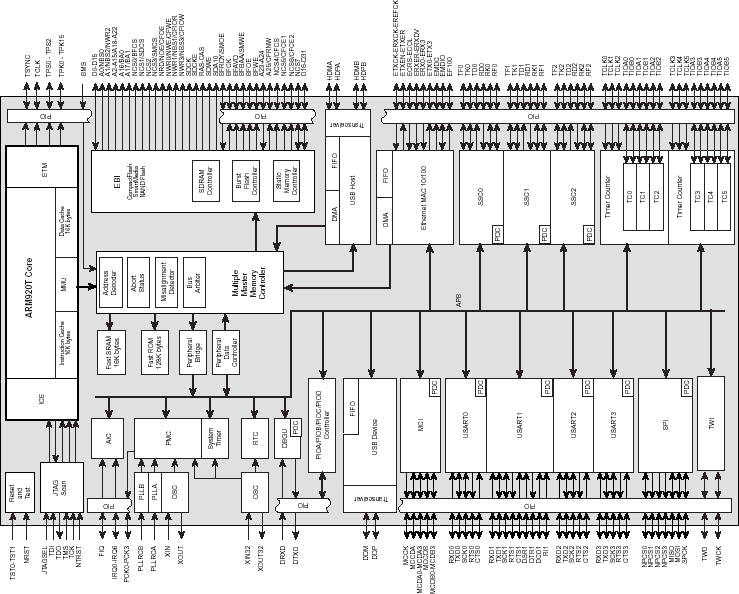 TSYNC
TCLK
TPS0 - TPS2
TPK0 - TPK15
BMS
D0-D15
A0/NBS0
A1/NBS2/NWR2
A2-A15/A18-A22
A16/BA0
A17/BA1
NCS0/BFCS
NCS1/SDCS
NCS2
NCS3/SMCS
NRD/NOE/CFOE
NWR0/NWE/CFWE
NWR1/NBS1/CFIOR
NWR3/NBS3/CFIOW
SDCK
SDCKE
RAS-CAS
SDWE
SDA10
BFRDY/SMOE
BFCK
BFAVD
BFBAA/SMWE
BFOE
BFWE
A23-A24
A25/CFRNW
NCS4/CFCS
NCS5/CFCE1
NCS6/CFCE2
NCS7
D16-D31
HDMA
HDPA
HDMB
HDPB
ETXCK-ERXCK-EREFCK
ETXEN-ETXER
ECRS-ECOL
ERXER-ERXDV
ERX0-ERX3
ETX0-ETX3
EMDC
EMDIO
EF100
TF0
TK0
TD0
RD0
RK0
RF0
TF1
TK1
TD1
RD1
RK1
RF1
TF2
TK2
TD2
RD2
RK2
RF2
TCLK0
TCLK1
TCLK2
TIOA0
TIOB0
TIOA1
TIOB1
TIOA2
TIOB2
TCLK3
TCLK4
TCLK5
TIOA3
TIOB3
TIOA4
TIOB4
TIOA5
TIOB5
PIO
PIO
Transceiver
PIO
PIO
ARM920T Core
ETM
Data Cache
16K bytes
MMU
Instruction Cache
16K bytes
ICE
EBI
CompactFlash
SmartMedia
NAND Flash
SDRAM
Controller
Burst
Flash
Controller
Static
Memory
Controller
FIFO
DMA
USB Host
FIFO
DMA
Ethernet MAC 10/100
SSC0
PDC
SSC1
PDC
SSC2
PDC
Timer Counter
TC0
TC1
TC2
Timer Counter
TC3
TC4
TC5
Address
Decoder
Abort
Status
Misalignment
Detector
Bus
Arbiter
Multiple
Master
Memory
Controller
APB
Fast SRAM
16K bytes
Fast ROM
128K bytes
Peripheral
Bridge
Peripheral
Data
Controller
AIC
PMC
System
Timer
RTC
DBGU
PDC
PIOA/PIOB/PIOC/PIOD
Controller
FIFO
USB Device
MCI
PDC
USART0
PDC
USART1
PDC
USART2
PDC
USART3
PDC
SPI
PDC
TWI
Reset
and
Test
JTAG
Scan
PLLB
PLLA
OSC
OSC
PIO
PIO
Transceiver
PIO
TST0-TST1
NRST
JTAGSEL
TDI
TDO
TMS
TCK
NTRST
FIQ
IRQ0-IRQ6
PCK0-PCK3
PLLRCB
PLLRCA
XIN
XOUT
XIN32
XOUT32
DRXD
DTXD
DDM
DDP
MCCK
MCCDA
MCDA0-MCDA3
MCCDB
MCDB0-MCDB3
RXD0
TXD0
SCK0
RTS0
CTS0
RXD1
TXD1
SCK1
RTS1
CTS1
DSR1
DTR1
DCD1
RI1
RXD2
TXD2
SCK2
RTS2
CTS2
RXD3
TXD3
SCK3
RTS3
CTS3
NPCS0
NPCS1
NPCS2
NPCS3
MISO
MOSI
SPCK
TWD
TWCK